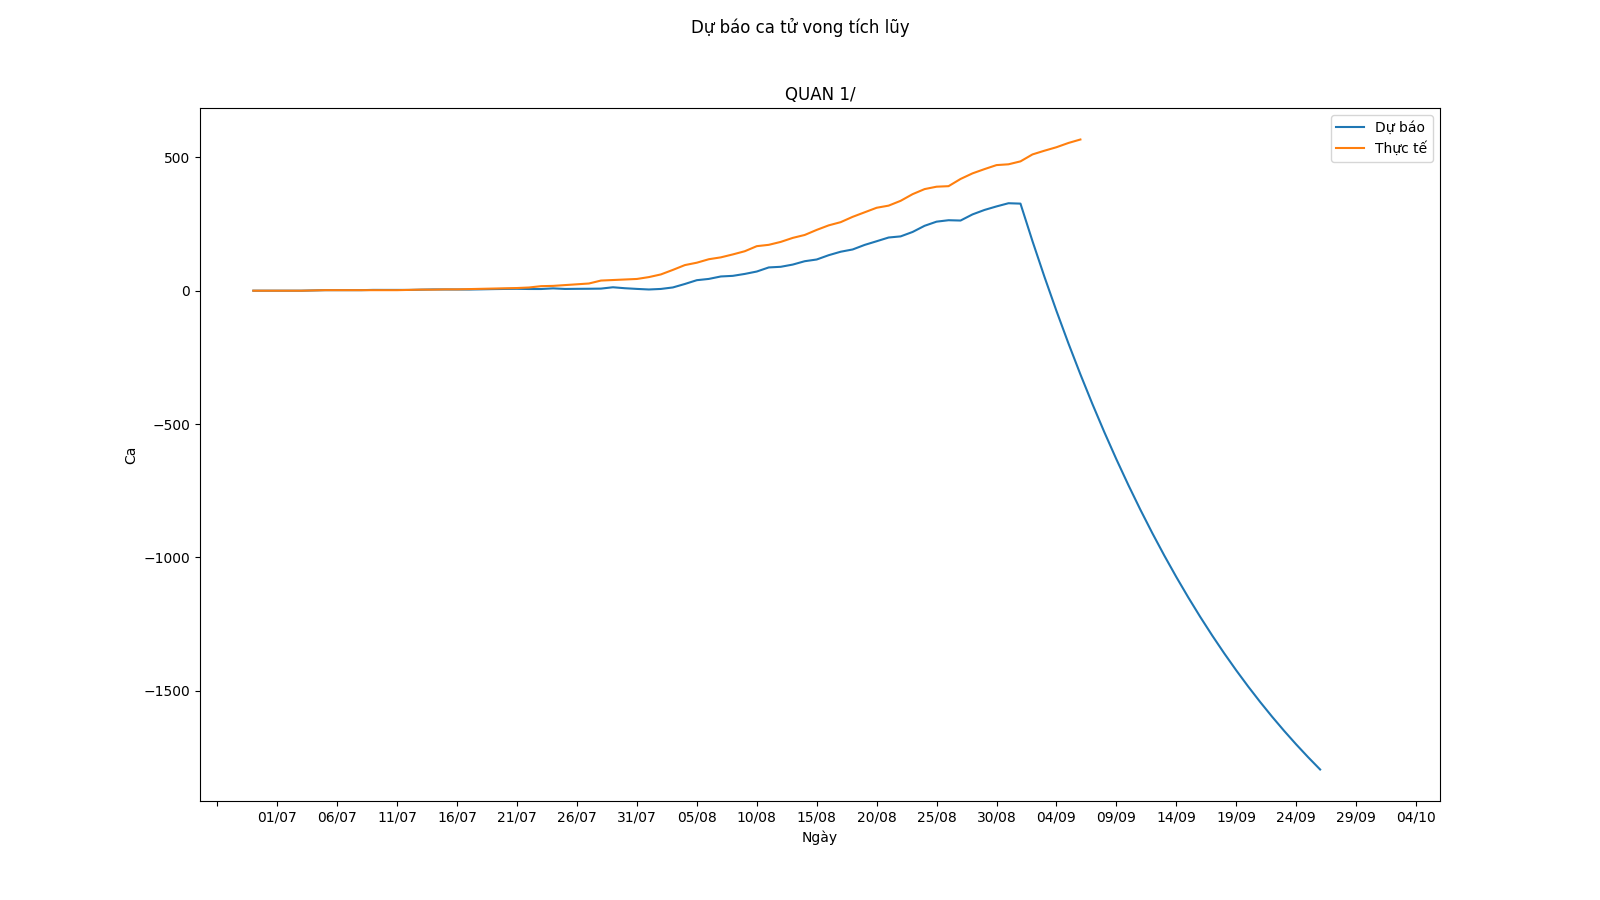 Dự báo ca tử vong tích lũy
QUAN 1/
Dự báo
Thực tế
500
0
−500
−1000
−1500
Ca
01/07 06/07 11/07 16/07 21/07 26/07 31/07 05/08 10/08 15/08 20/08 25/08 30/08 04/09 09/09 14/09 19/09 24/09 29/09 04/10
Ngày